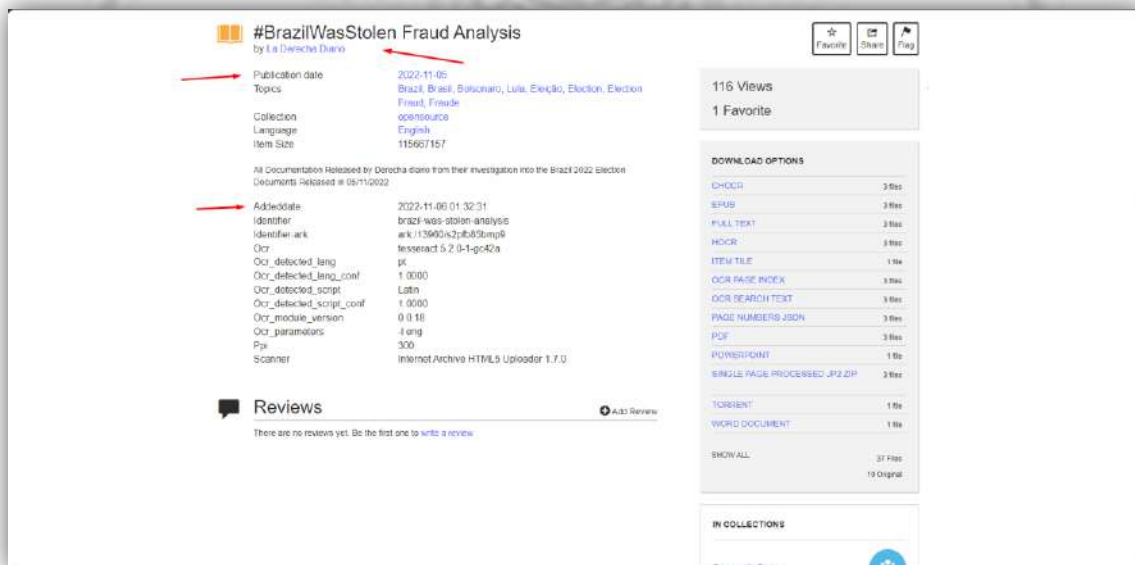 #BrazilWasStolen Fraud Analysis
by La Derecha Diario
Favorite
Share
Flag
Publication date 2022-11-05
Topics Brazil, Brasil, Bolsonaro, Lula, Eleição, Election, Election
Fraud, Fraude
Collection opensource
Language English
Item Size 115667157
All Documentation Released by Derecha diario from their investigation into the Brazil 2022 Election
Documents Released in 05/11/2022
Addeddate 2022-11-06 01:32:31
Identifier brazil-was-stolen-analysis
Identifier-ark ark:/13960/s2pfb85bmp9
Ocr tesseract 5.2.0-1-gc42a
Ocr_detected_lang pt
Ocr_detected_lang_conf 1.0000
Ocr_detected_script Latin
Ocr_detected_script_conf 1.0000
Ocr_module_version 0.0.18
Ocr_parameters -l eng
Ppi 300
Scanner Internet Archive HTML5 Uploader 1.7.0
Reviews
Add Review
There are no reviews yet. Be the first one to write a review.
116 Views
1 Favorite
DOWNLOAD OPTIONS
CHOCR 3 files
EPUB 3 files
FULL TEXT 3 files
HOCR 3 files
ITEM TILE 1 file
OCR PAGE INDEX 3 files
OCR SEARCH TEXT 3 files
PAGE NUMBERS JSON 3 files
PDF 3 files
POWERPOINT 1 file
SINGLE PAGE PROCESSED JP2 ZIP 3 files
TORRENT 1 file
WORD DOCUMENT 1 file
SHOW ALL 37 Files
10 Original
IN COLLECTIONS